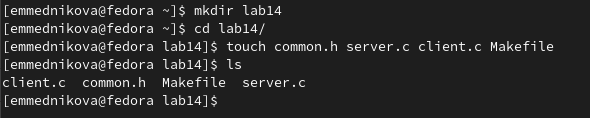 [emmednikova@fedora ~]$ mkdir lab14
[emmednikova@fedora ~]$ cd lab14/
[emmednikova@fedora lab14]$ touch common.h server.c client.c Makefile
[emmednikova@fedora lab14]$ ls
client.c  common.h  Makefile  server.c
[emmednikova@fedora lab14]$